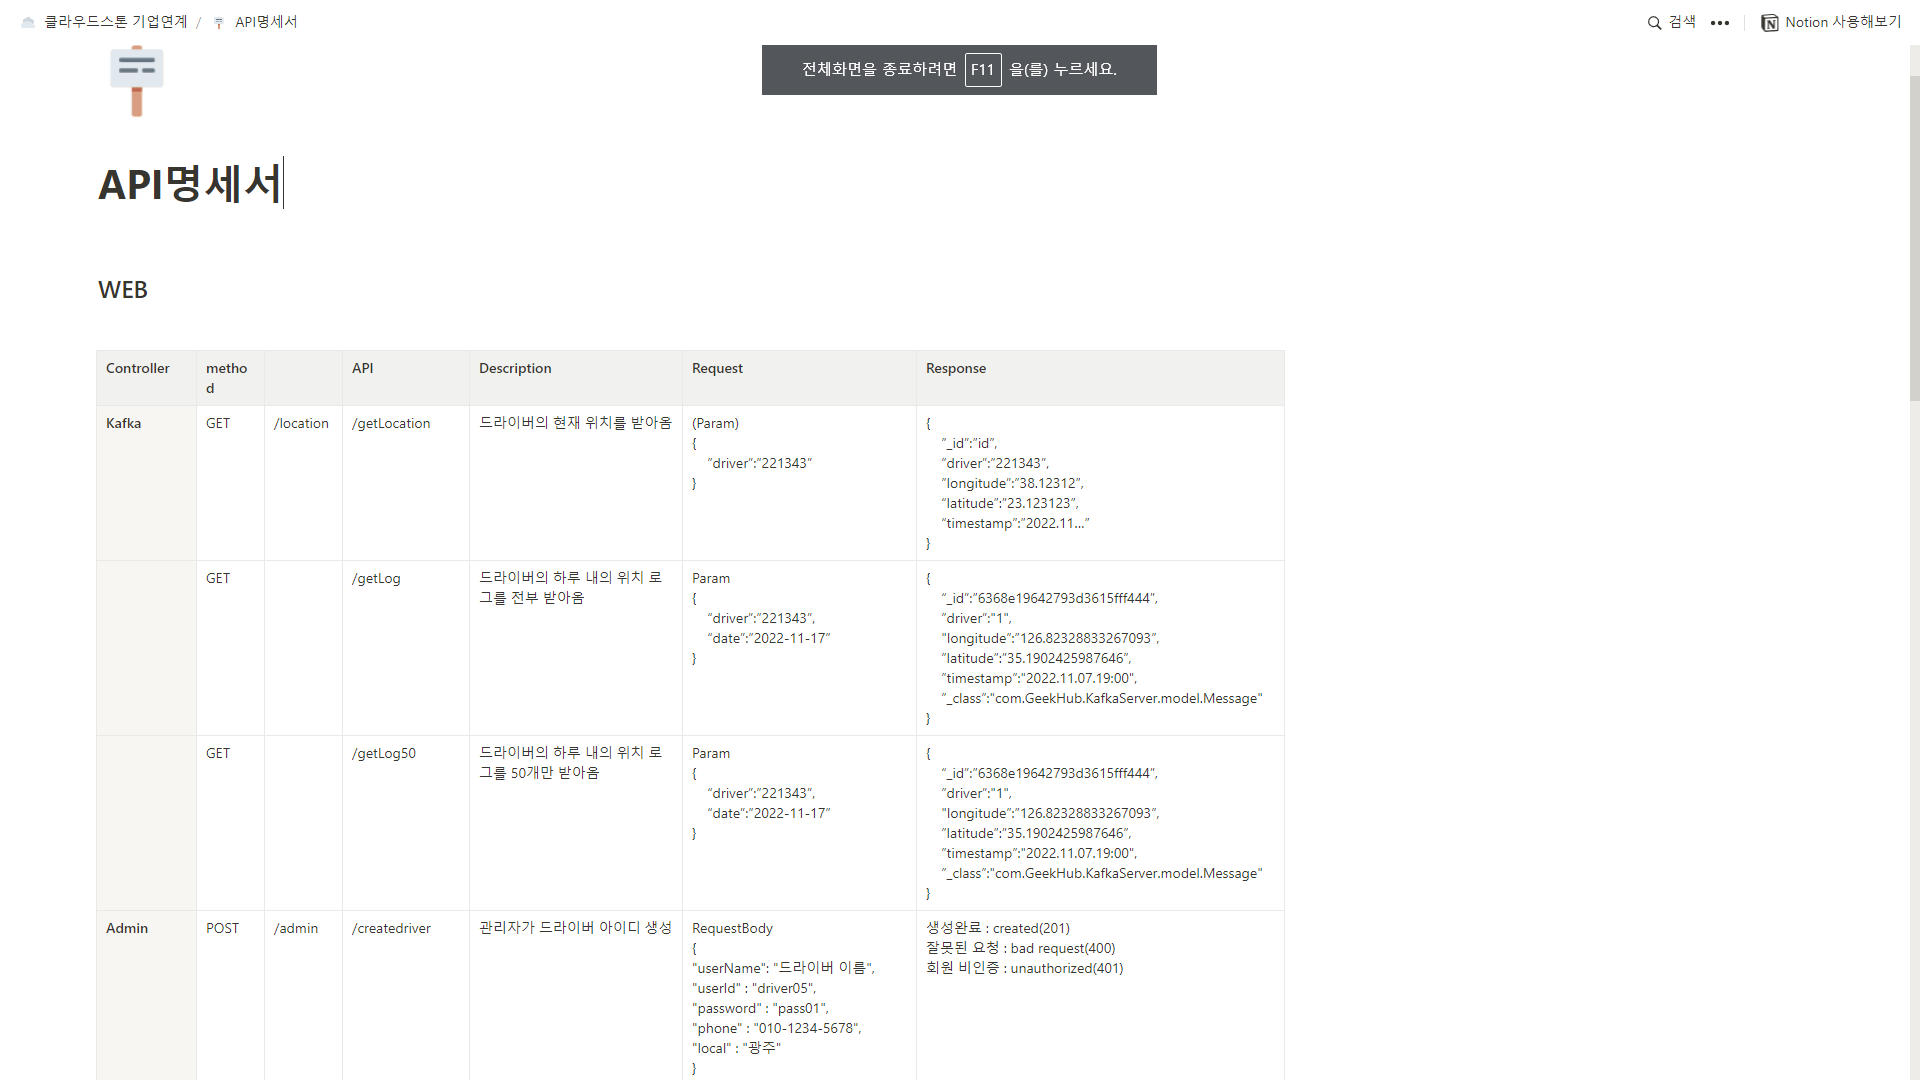 클라우드스톤 기업연계 / API명세서
검색 ••• Notion 사용해보기
전체화면을 종료하려면 F11 을(를) 누르세요.
API명세서
WEB
Controller
metho
d
API
Description
Request
Response
Kafka
GET
/location
/getLocation
드라이버의 현재 위치를 받아옴
(Param)
{
"driver":"221343"
}
{
"_id":"id",
"driver":"221343",
"longitude":"38.12312",
"latitude":"23.123123",
"timestamp":"2022.11..."
}
GET
/getLog
드라이버의 하루 내의 위치 로
그를 전부 받아옴
Param
{
"driver":"221343",
"date":"2022-11-17"
}
{
"_id":"6368e19642793d3615fff444",
"driver":"1",
"longitude":"126.82328833267093",
"latitude":"35.1902425987646",
"timestamp":"2022.11.07.19:00",
"_class":"com.GeekHub.KafkaServer.model.Message"
}
GET
/getLog50
드라이버의 하루 내의 위치 로
그를 50개만 받아옴
Param
{
"driver":"221343",
"date":"2022-11-17"
}
{
"_id":"6368e19642793d3615fff444",
"driver":"1",
"longitude":"126.82328833267093",
"latitude":"35.1902425987646",
"timestamp":"2022.11.07.19:00",
"_class":"com.GeekHub.KafkaServer.model.Message"
}
Admin
POST
/admin
/createdriver
관리자가 드라이버 아이디 생성
RequestBody
{
"userName": "드라이버 이름",
"userId" : "driver05",
"password" : "pass01",
"phone" : "010-1234-5678",
"local" : "광주"
}
생성완료 : created(201)
잘못된 요청 : bad request(400)
회원 비인증 : unauthorized(401)